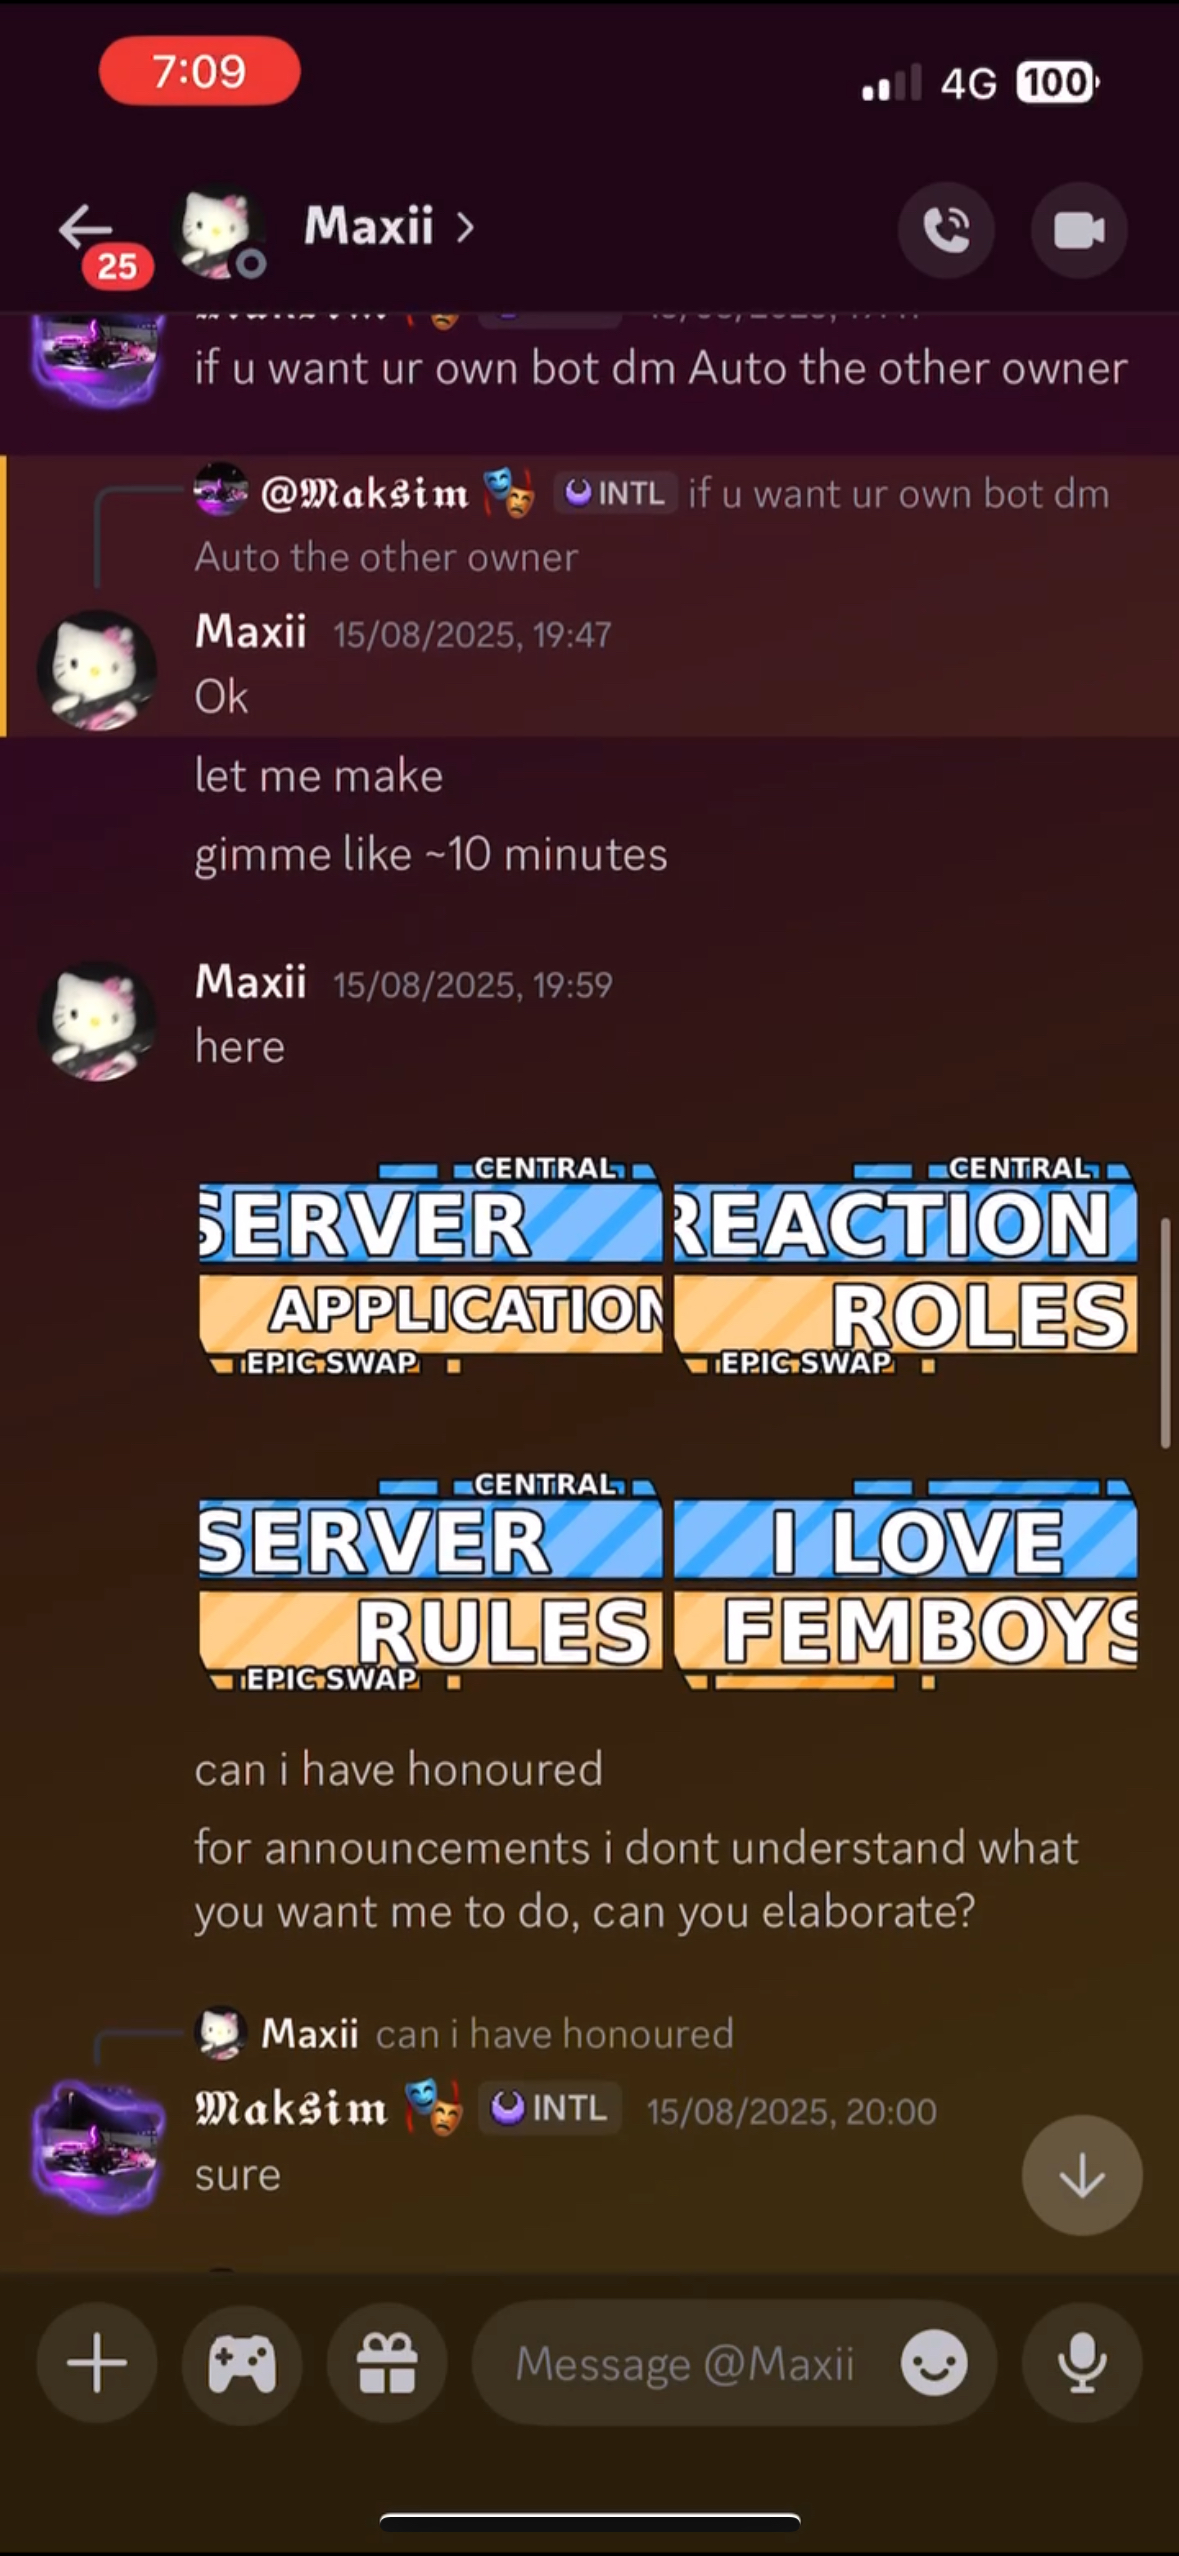 7:09
4G 100
25
Maxii
if u want ur own bot dm Auto the other owner
@𝕸𝖆𝖐𝖘𝖎𝖒 🎭 INTL if u want ur own bot dm
Auto the other owner
Maxii 15/08/2025, 19:47
Ok
let me make
gimme like ~10 minutes
Maxii 15/08/2025, 19:59
here
CENTRAL
SERVER
APPLICATION
EPIC SWAP
CENTRAL
REACTION
ROLES
EPIC SWAP
CENTRAL
SERVER
RULES
EPIC SWAP
I LOVE
FEMBOYS
can i have honoured
for announcements i dont understand what
you want me to do, can you elaborate?
Maxii can i have honoured
𝕸𝖆𝖐𝖘𝖎𝖒 🎭 INTL 15/08/2025, 20:00
sure
Message @Maxii